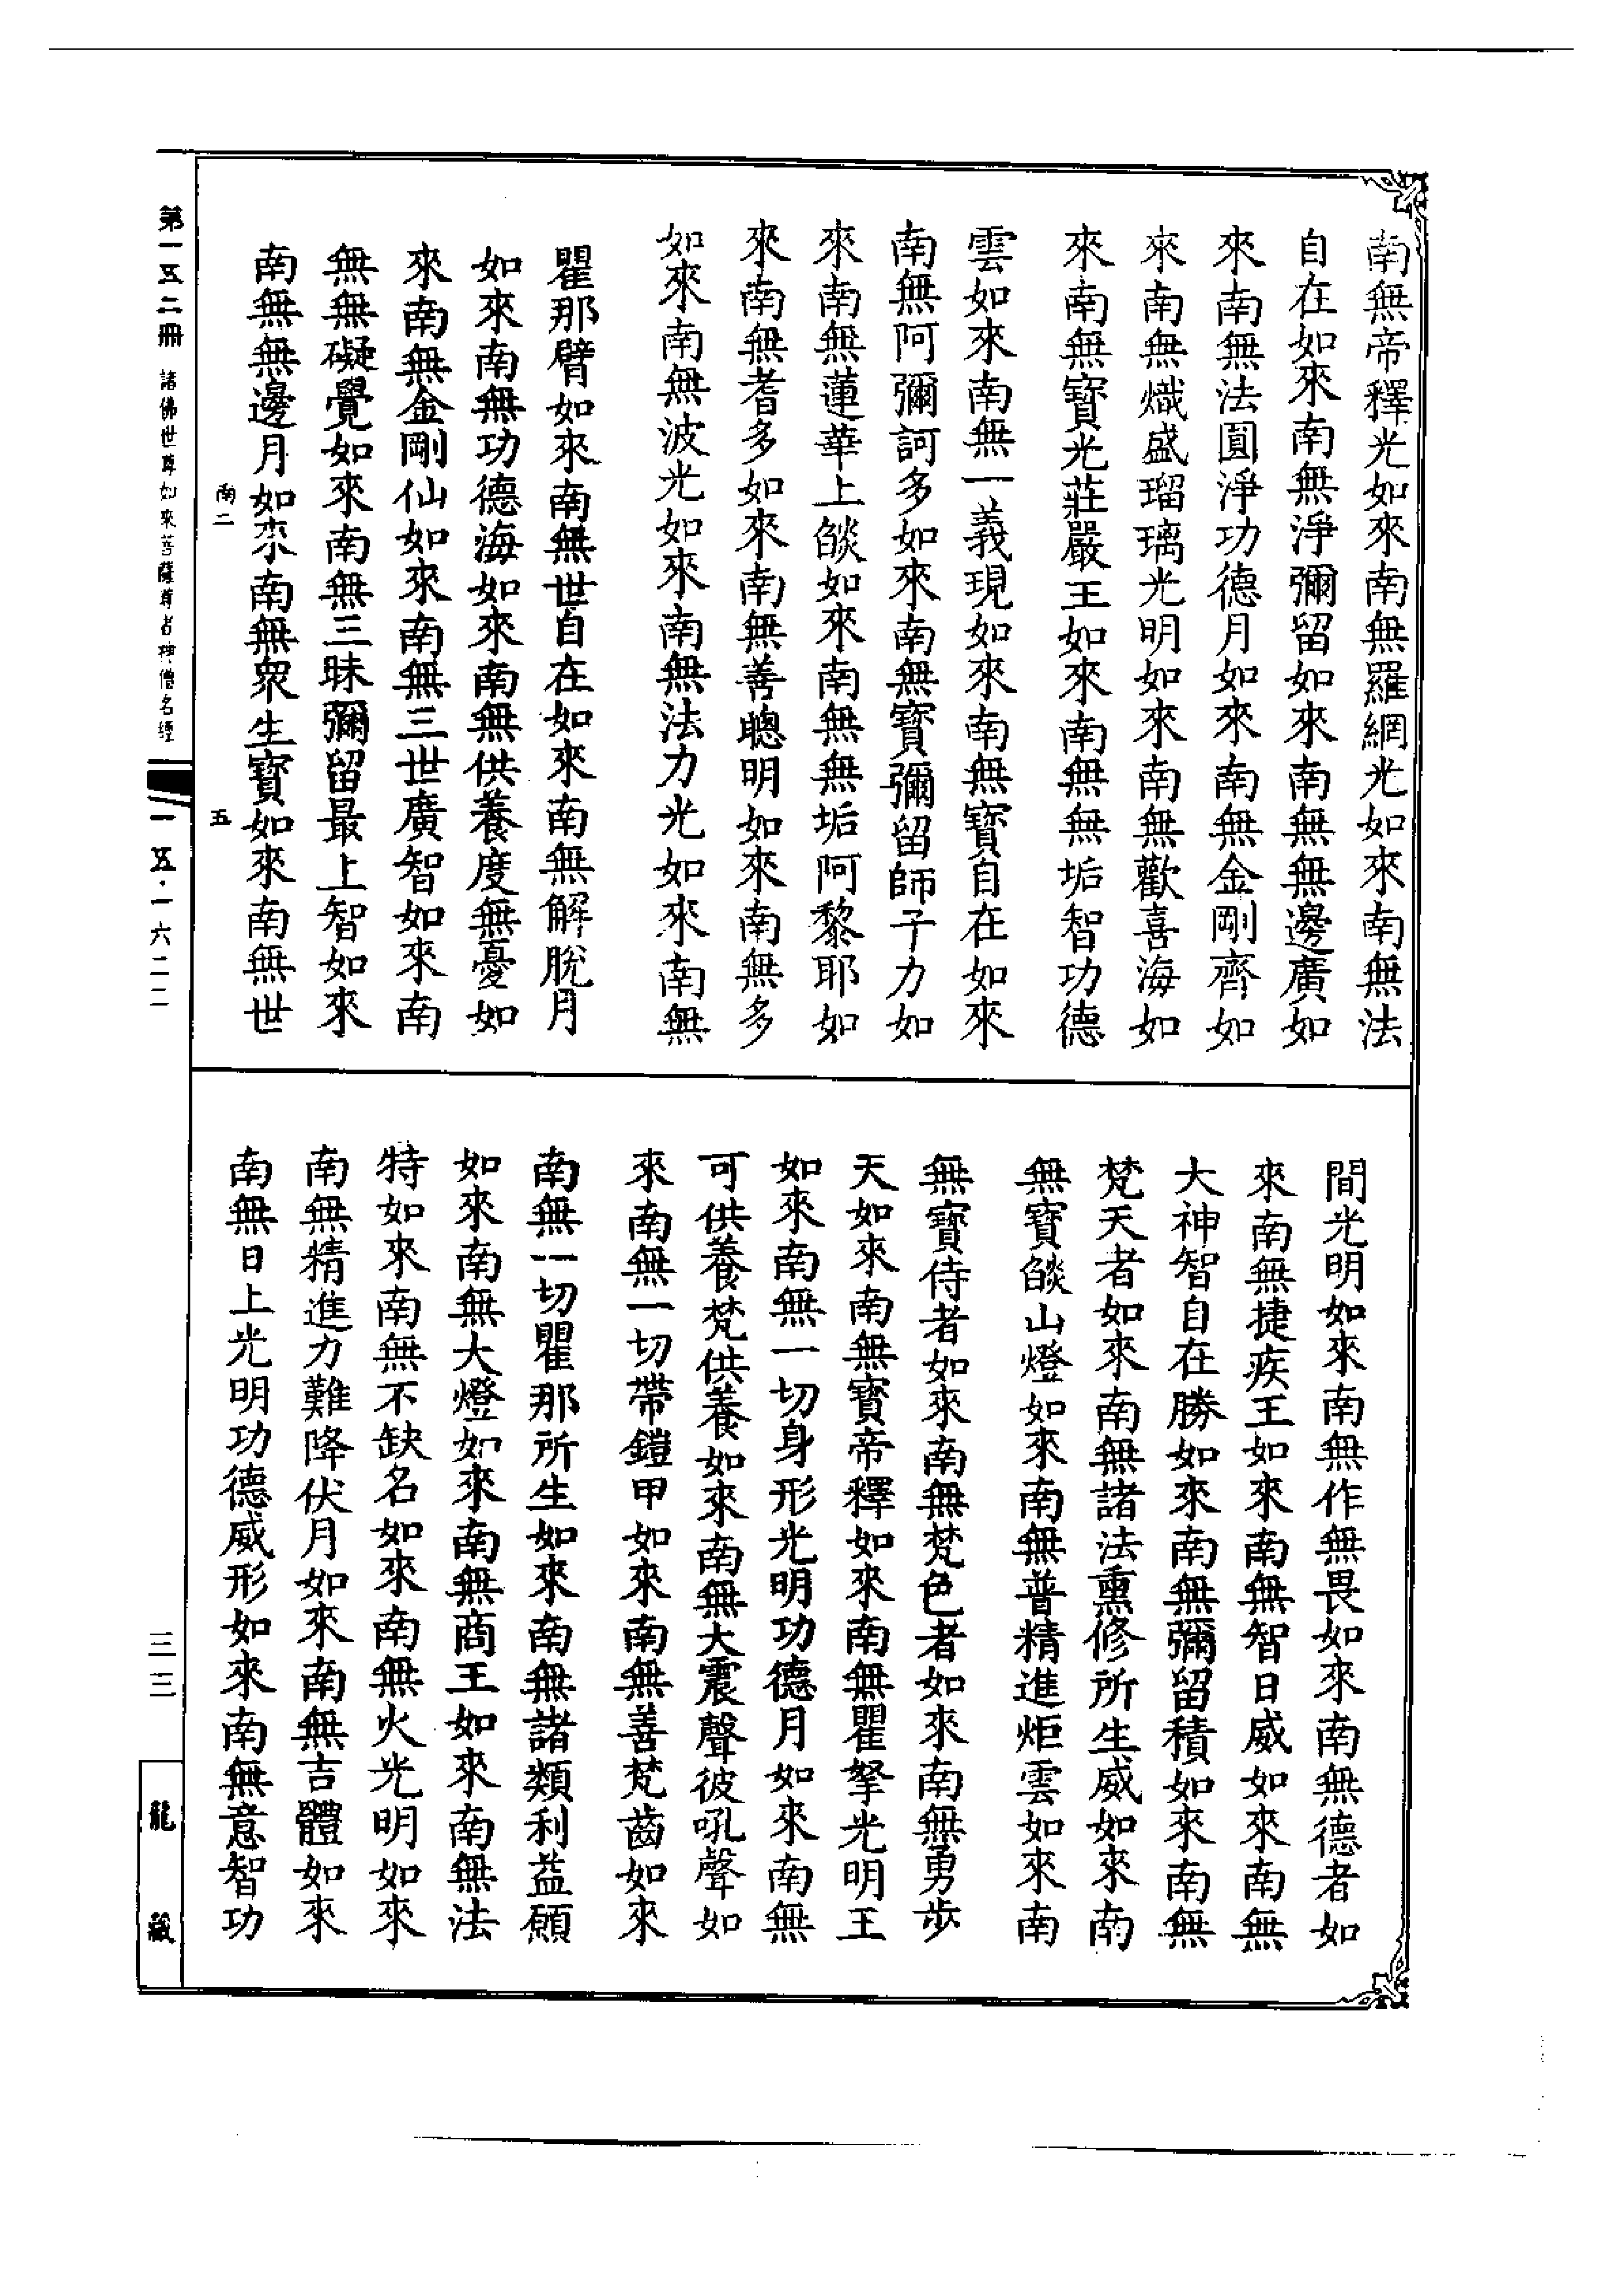 南無帝釋光如來南無羅網光如來南無法
自在如來南無淨彌留如來南無無邊廣如
來南無法圓淨功德月如來南無金剛齊如
來南無熾盛瑠璃光明如來南無歡喜海如
來南無寶光莊嚴王如來南無無垢智功德
雲如來南無一義現如來南無寶自在如來
南無阿彌訶多如來南無寶彌留師子力如
來南無蓮華上燄如來南無無垢阿黎耶如
來南無耆多如來南無善聰明如來南無多
如來南無波光如來南無法力光如來南無
瞿那臂如來南無世自在如來南無解脫月
如來南無功德海如來南無供養度無憂如
來南無金剛仙如來南無三世廣智如來南
無無礙覺如來南無三昧彌留最上智如來
南無無邊月如來南無眾生寶如來南無世
南二
五
間光明如來南無作無畏如來南無德者如
來南無捷疾王如來南無智日威如來南無
大神智自在勝如來南無彌留積如來南無
梵天者如來南無諸法熏修所生威如來南
無寶燄山燈如來南無普精進炬雲如來南
無寶侍者如來南無梵色者如來南無勇步
天如來南無寶帝釋如來南無瞿拏光明王
如來南無一切身形光明功德月如來南無
可供養梵供養如來南無大震聲彼吼聲如
來南無一切帶鎧甲如來南無善梵齒如來
南無一切瞿那所生如來南無諸類利益願
如來南無大燈如來南無商王如來南無法
特如來南無不缺名如來南無火光明如來
南無精進力難降伏月如來南無吉體如來
南無日上光明功德威形如來南無意智功
第一五二冊 諸佛世尊如來菩薩尊者神僧名經
一五·一六二二
三三
龍藏